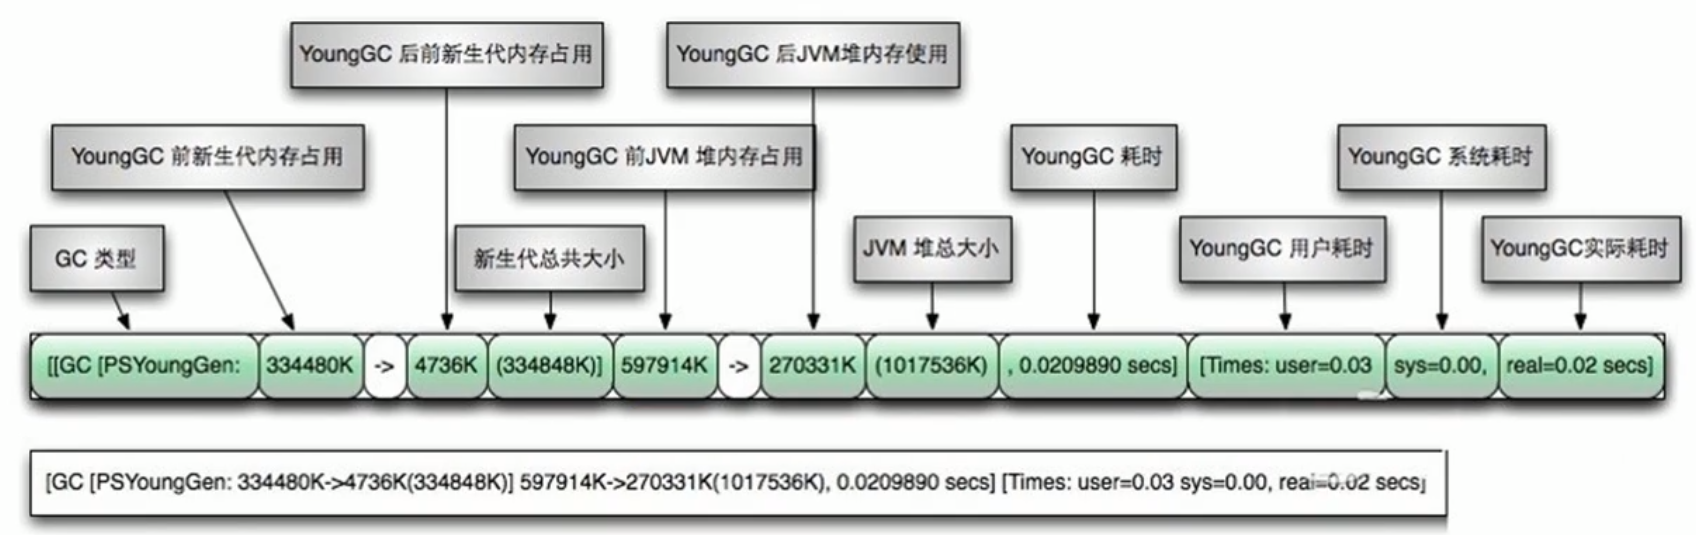 YoungGC 后前新生代内存占用
YoungGC 后JVM堆内存使用
YoungGC 前新生代内存占用
YoungGC 前JVM 堆内存占用
YoungGC 耗时
YoungGC 系统耗时
GC 类型
新生代总共大小
JVM 堆总大小
YoungGC 用户耗时
YoungGC实际耗时
[[GC [PSYoungGen: 334480K -> 4736K (334848K)] 597914K -> 270331K (1017536K) , 0.0209890 secs] [Times: user=0.03 sys=0.00, real=0.02 secs]
[GC [PSYoungGen: 334480K->4736K(334848K)] 597914K->270331K(1017536K), 0.0209890 secs] [Times: user=0.03 sys=0.00, real=0.02 secs]